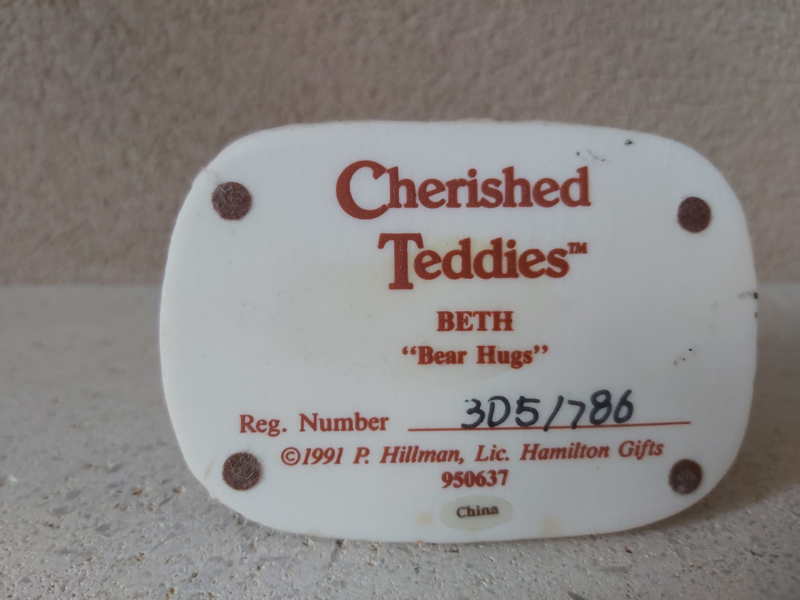 Cherished
Teddies™
BETH
“Bear Hugs”
Reg. Number 3D5/786
©1991 P. Hillman, Lic. Hamilton Gifts
950637
China